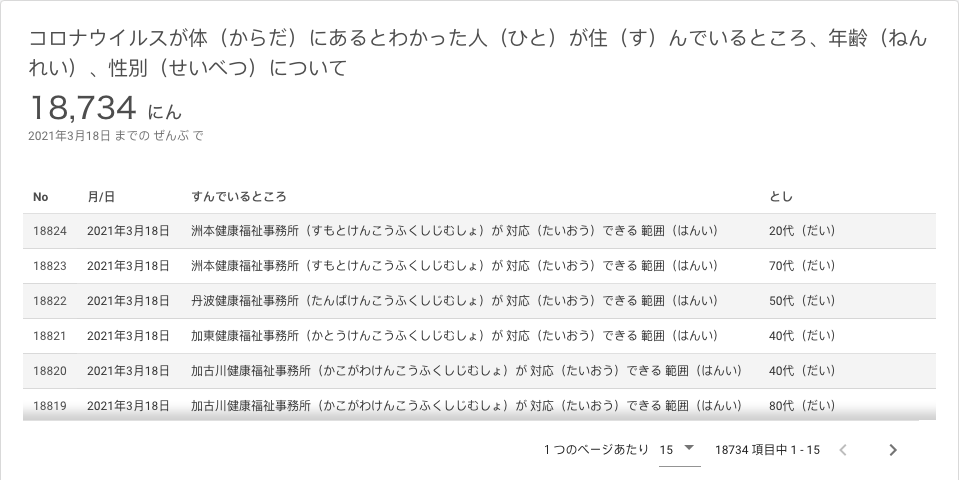 コロナウイルスが体（からだ）にあるとわかった人（ひと）が住（す）んでいるところ、年齢（ねん
れい）、性別（せいべつ）について
18,734 にん
2021年3月18日 までの ぜんぶ で
No 月/日 すんでいるところ とし
18824 2021年3月18日 洲本健康福祉事務所（すもとけんこうふくしじむしょ）が 対応（たいおう）できる 範囲（はんい） 20代（だい）
18823 2021年3月18日 洲本健康福祉事務所（すもとけんこうふくしじむしょ）が 対応（たいおう）できる 範囲（はんい） 70代（だい）
18822 2021年3月18日 丹波健康福祉事務所（たんばけんこうふくしじむしょ）が 対応（たいおう）できる 範囲（はんい） 50代（だい）
18821 2021年3月18日 加東健康福祉事務所（かとうけんこうふくしじむしょ）が 対応（たいおう）できる 範囲（はんい） 40代（だい）
18820 2021年3月18日 加古川健康福祉事務所（かこがわけんこうふくしじむしょ）が 対応（たいおう）できる 範囲（はんい） 40代（だい）
18819 2021年3月18日 加古川健康福祉事務所（かこがわけんこうふくしじむしょ）が 対応（たいおう）できる 範囲（はんい） 80代（だい）
1 つのページあたり 15 18734 項目中 1 - 15